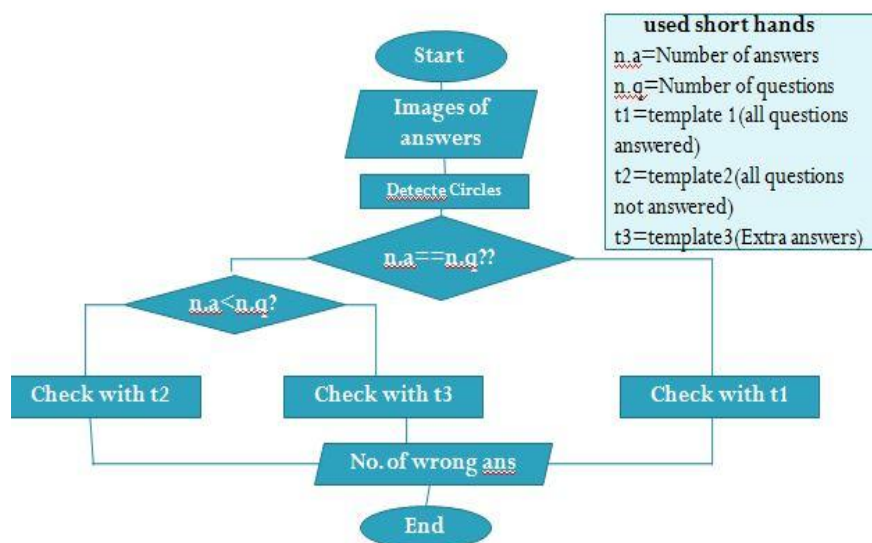 Start
Images of
answers
Detecte Circles
n.a==n.q??
n.a<n.q?
Check with t2
Check with t3
Check with t1
No. of wrong ans
End
used short hands
n.a=Number of answers
n.q=Number of questions
t1=template 1(all questions
answered)
t2=template2(all questions
not answered)
t3=template3(Extra answers)